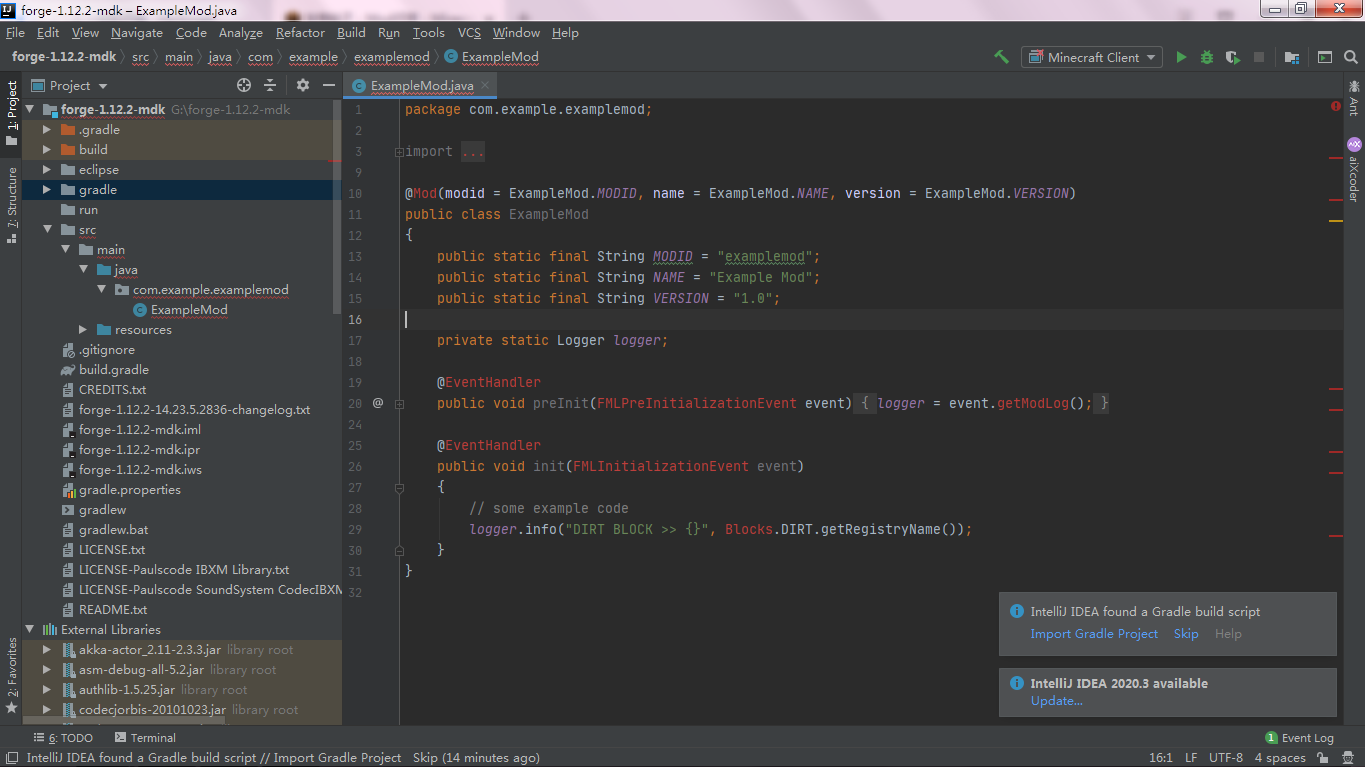 forge-1.12.2-mdk – ExampleMod.java
File Edit View Navigate Code Analyze Refactor Build Run Tools VCS Window Help
forge-1.12.2-mdk src main java com example examplemod ExampleMod
Minecraft Client
Project
ExampleMod.java
1: Project
7: Structure
2: Favorites
Ant
aiXcoder
forge-1.12.2-mdk G:\forge-1.12.2-mdk
.gradle
build
eclipse
gradle
run
src
main
java
com.example.examplemod
ExampleMod
resources
.gitignore
build.gradle
CREDITS.txt
forge-1.12.2-14.23.5.2836-changelog.txt
forge-1.12.2-mdk.iml
forge-1.12.2-mdk.ipr
forge-1.12.2-mdk.iws
gradle.properties
gradlew
gradlew.bat
LICENSE.txt
LICENSE-Paulscode IBXM Library.txt
LICENSE-Paulscode SoundSystem CodecIBXM
README.txt
External Libraries
akka-actor_2.11-2.3.3.jar library root
asm-debug-all-5.2.jar library root
authlib-1.5.25.jar library root
codecjorbis-20101023.jar library root
1 package com.example.examplemod;
2
3 import ...
9
10 @Mod(modid = ExampleMod.MODID, name = ExampleMod.NAME, version = ExampleMod.VERSION)
11 public class ExampleMod
12 {
13 public static final String MODID = "examplemod";
14 public static final String NAME = "Example Mod";
15 public static final String VERSION = "1.0";
16
17 private static Logger logger;
18
19 @EventHandler
20 @ public void preInit(FMLPreInitializationEvent event) { logger = event.getModLog(); }
24
25 @EventHandler
26 public void init(FMLInitializationEvent event)
27 {
28 // some example code
29 logger.info("DIRT BLOCK >> {}", Blocks.DIRT.getRegistryName());
30 }
31 }
32
IntelliJ IDEA found a Gradle build script
Import Gradle Project Skip Help
IntelliJ IDEA 2020.3 available
Update...
6: TODO Terminal
1 Event Log
IntelliJ IDEA found a Gradle build script // Import Gradle Project Skip (14 minutes ago)
16:1 LF UTF-8 4 spaces